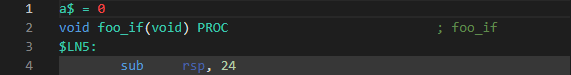 1 a$ = 0
2 void foo_if(void) PROC ; foo_if
3 $LN5:
4 sub rsp, 24